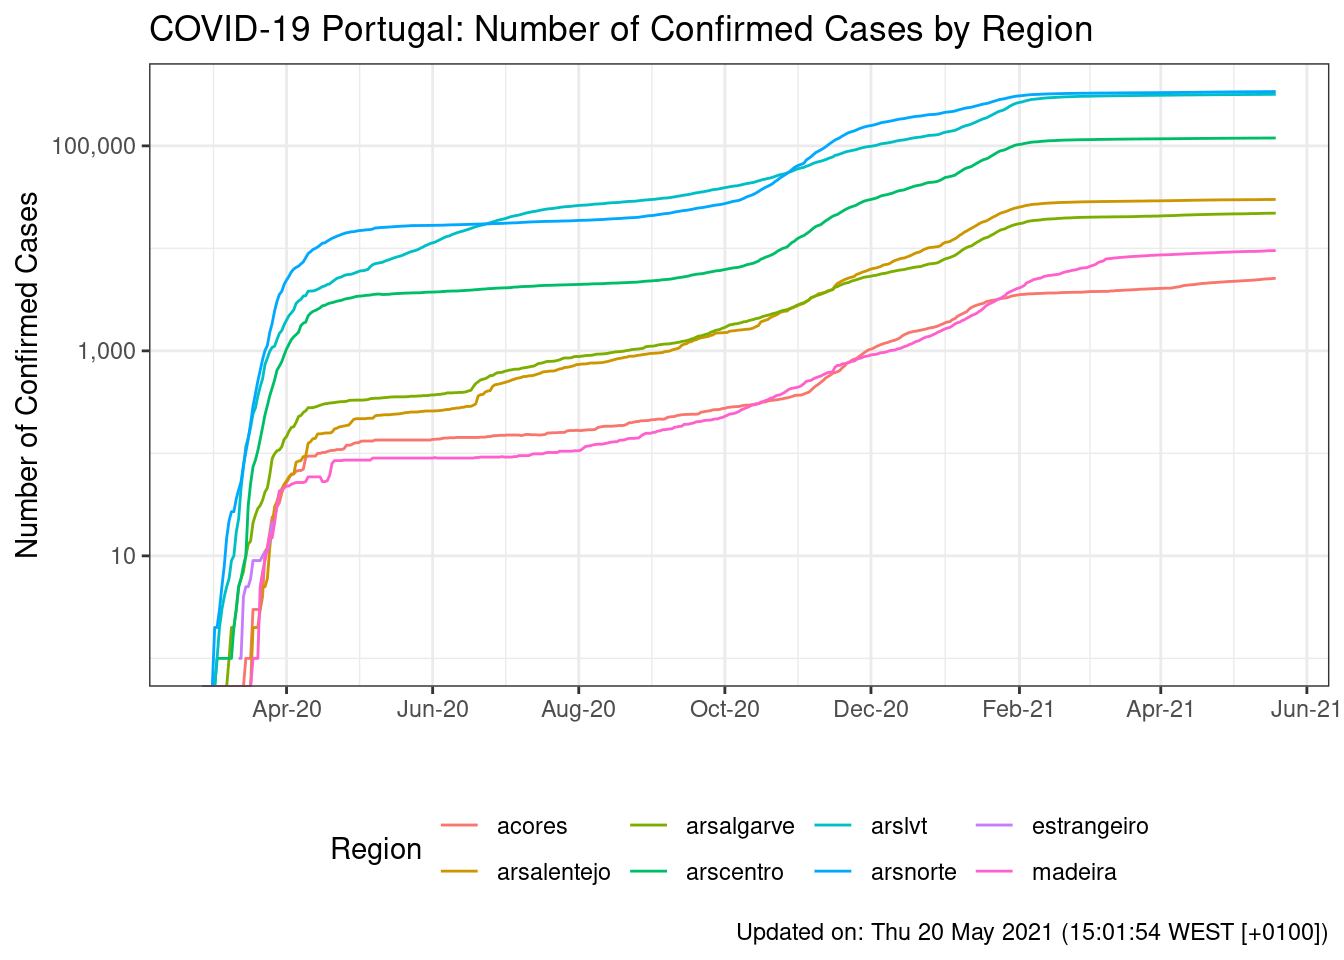 COVID-19 Portugal: Number of Confirmed Cases by Region
Number of Confirmed Cases
100,000
1,000
10
Apr-20 Jun-20 Aug-20 Oct-20 Dec-20 Feb-21 Apr-21 Jun-21
Region
acores arsalgarve arslvt estrangeiro
arsalentejo arscentro arsnorte madeira
Updated on: Thu 20 May 2021 (15:01:54 WEST [+0100])